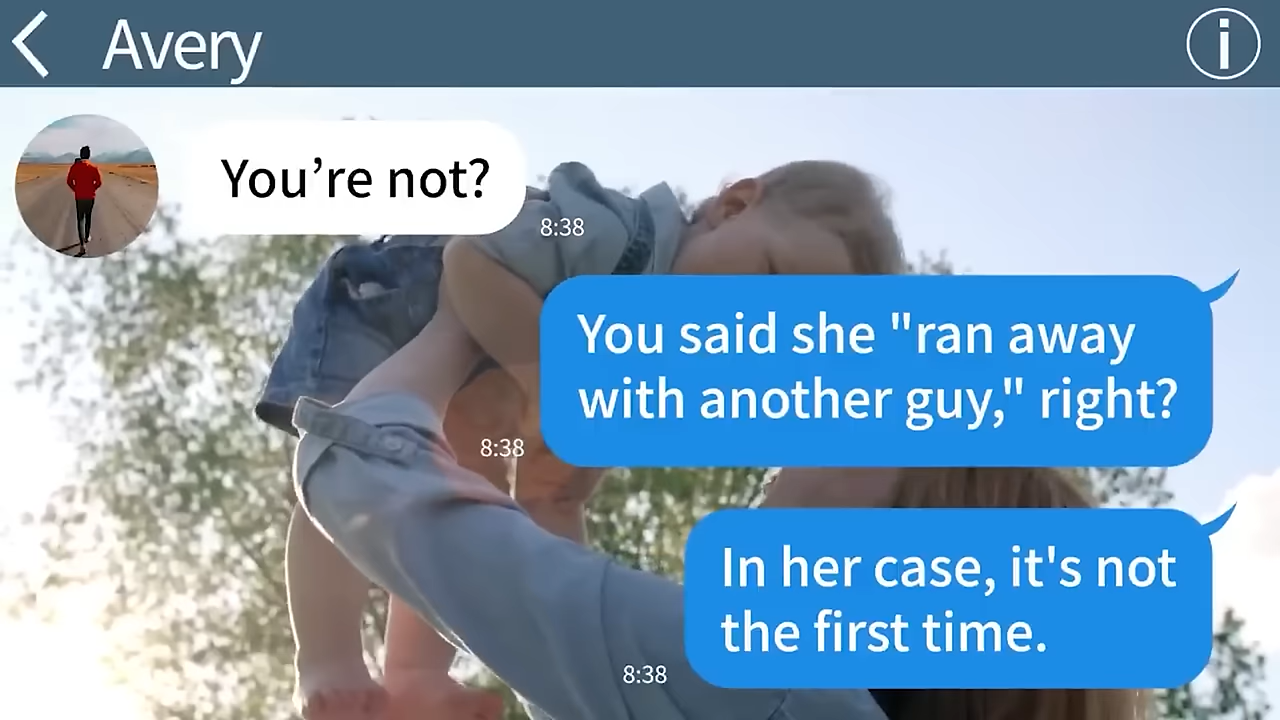 Avery
You’re not?
8:38
You said she "ran away
with another guy," right?
8:38
In her case, it's not
the first time.
8:38